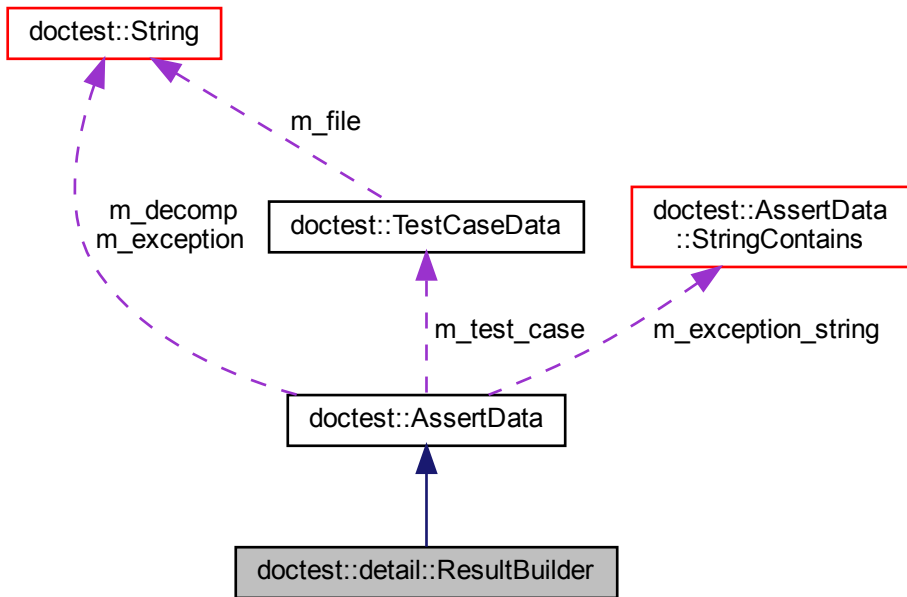 doctest::String
m_file
m_decomp
m_exception
doctest::TestCaseData
doctest::AssertData
::StringContains
m_test_case
m_exception_string
doctest::AssertData
doctest::detail::ResultBuilder